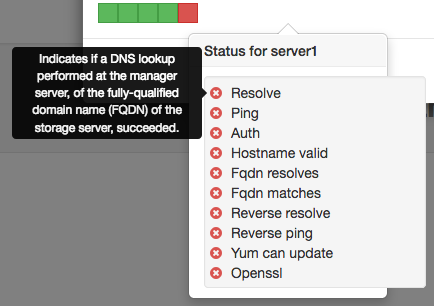 Status for server1
Indicates if a DNS lookup
performed at the manager
server, of the fully-qualified
domain name (FQDN) of the
storage server, succeeded.
Resolve
Ping
Auth
Hostname valid
Fqdn resolves
Fqdn matches
Reverse resolve
Reverse ping
Yum can update
Openssl